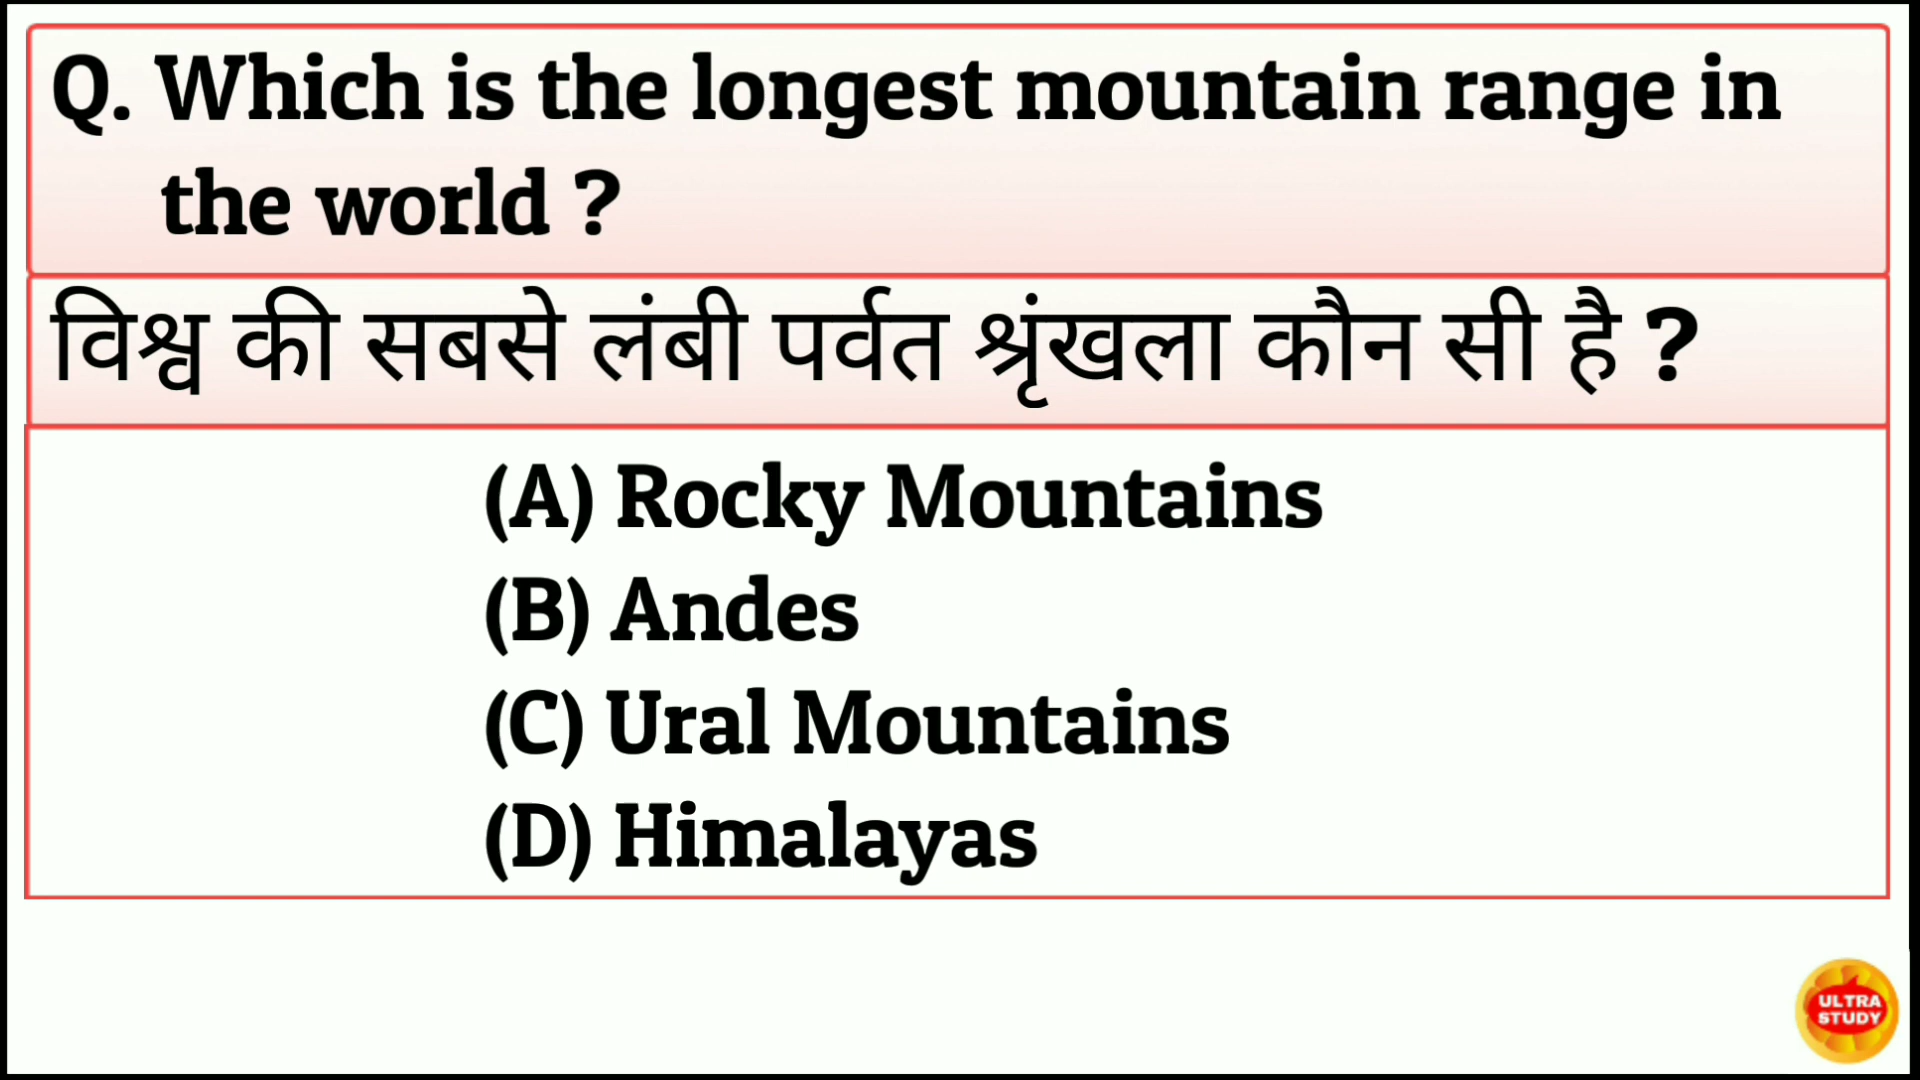 Q. Which is the longest mountain range in
the world ?
विश्व की सबसे लंबी पर्वत श्रृंखला कौन सी है ?
(A) Rocky Mountains
(B) Andes
(C) Ural Mountains
(D) Himalayas
ULTRA
STUDY